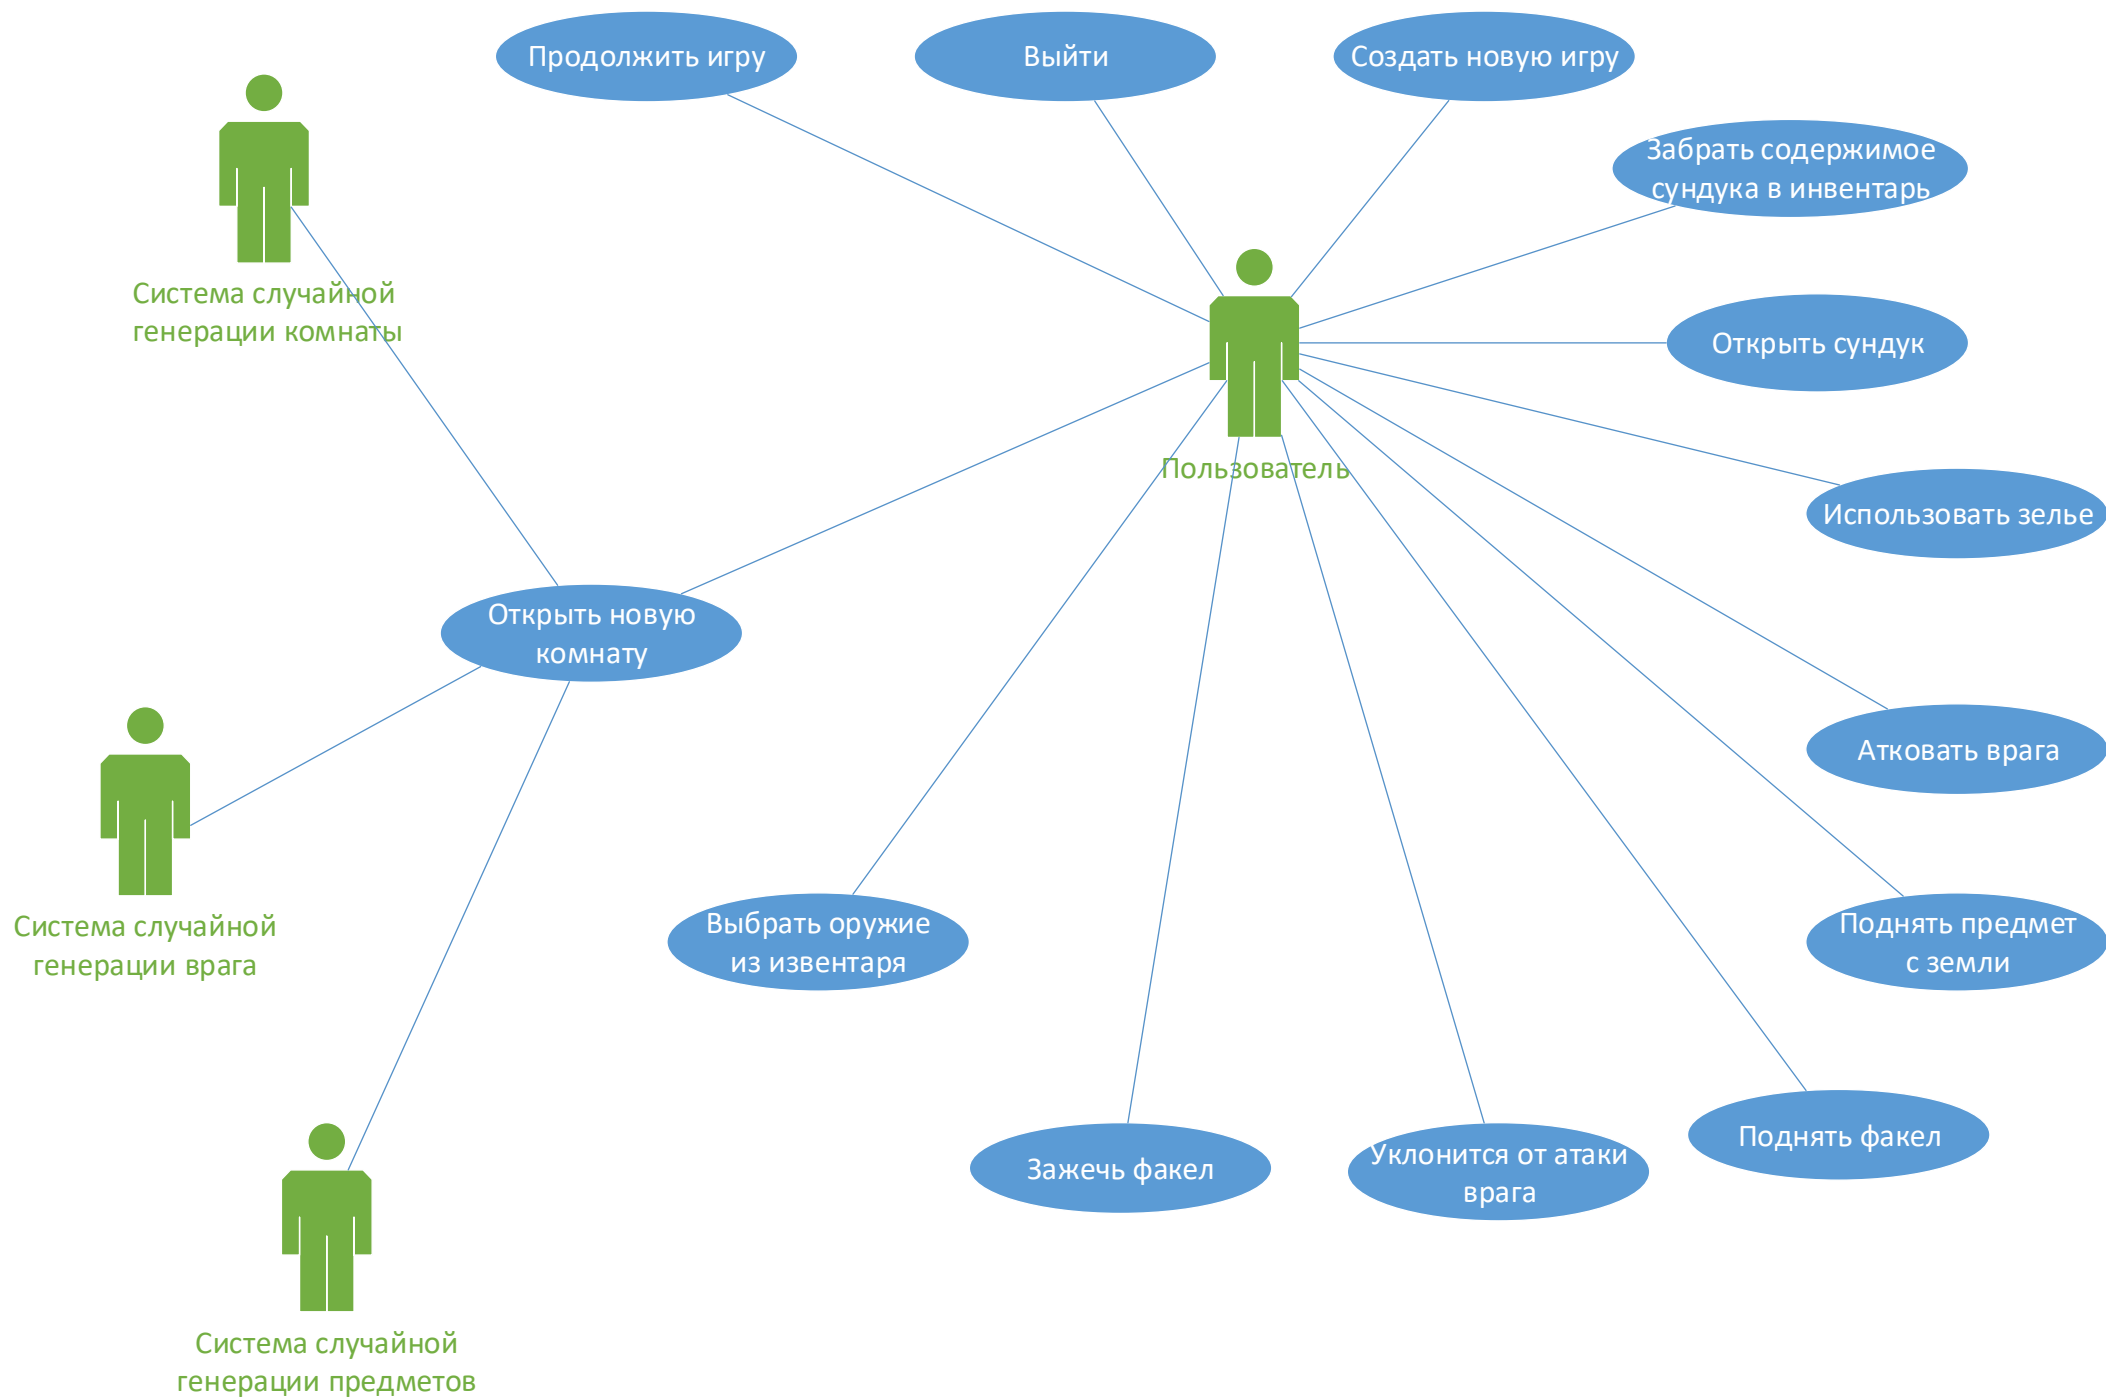 Продолжить игру
Выйти
Создать новую игру
Забрать содержимое
сундука в инвентарь
Система случайной
генерации комнаты
Открыть сундук
Пользователь
Использовать зелье
Открыть новую
комнату
Атковать врага
Система случайной
генерации врага
Выбрать оружие
из извентаря
Поднять предмет
с земли
Зажечь факел
Уклонится от атаки
врага
Поднять факел
Система случайной
генерации предметов